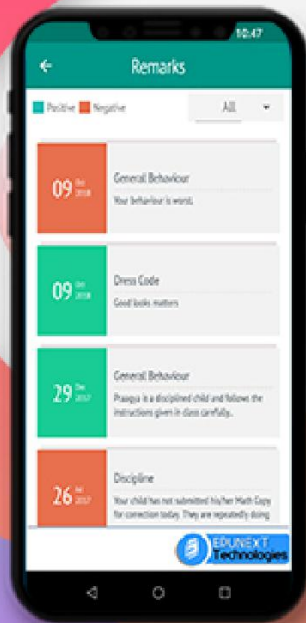 10:47
Remarks
Positive Negative All
09 Oct 2018
General Behaviour
Your behaviour is worst.
09 Oct 2018
Dress Code
Good looks matters
29 Dec 2017
General Behaviour
Pragya is a disciplined child and follows the
instructions given in class carefully..
26 Jul 2017
Discipline
Your child has not submitted his/her Math Copy
for correction today. They are repeatedly doing
EDUNEXT
Technologies